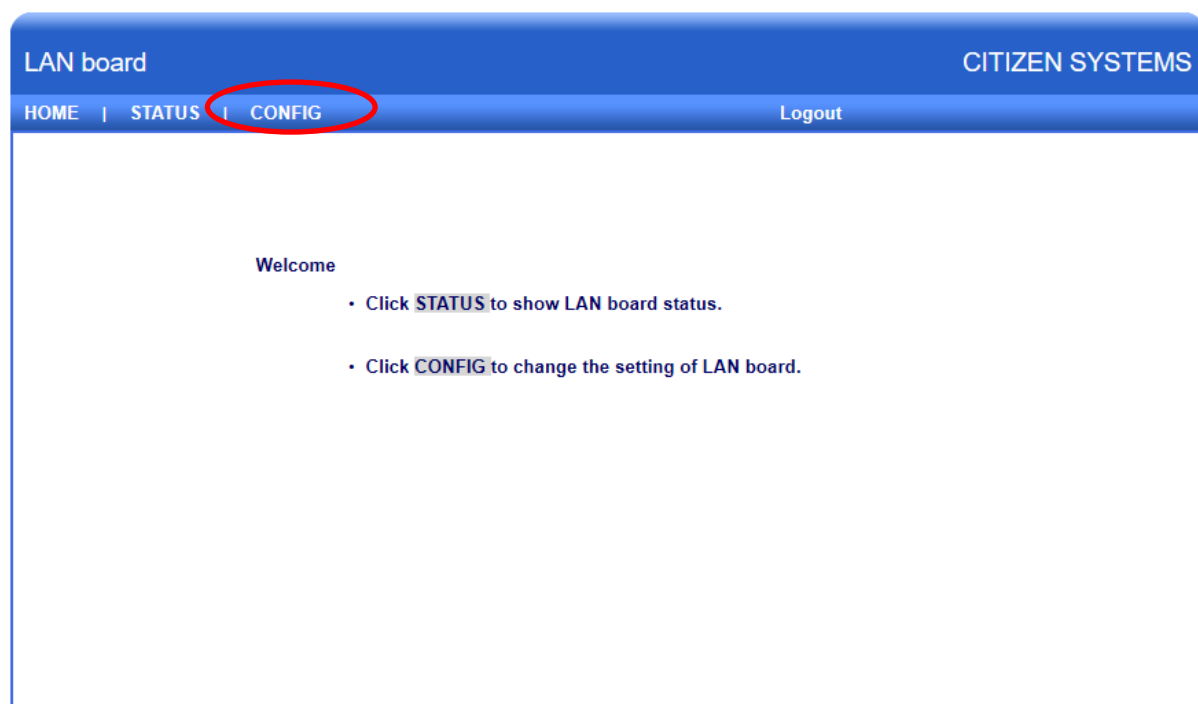 LAN board CITIZEN SYSTEMS
HOME | STATUS | CONFIG Logout
Welcome
• Click STATUS to show LAN board status.
• Click CONFIG to change the setting of LAN board.